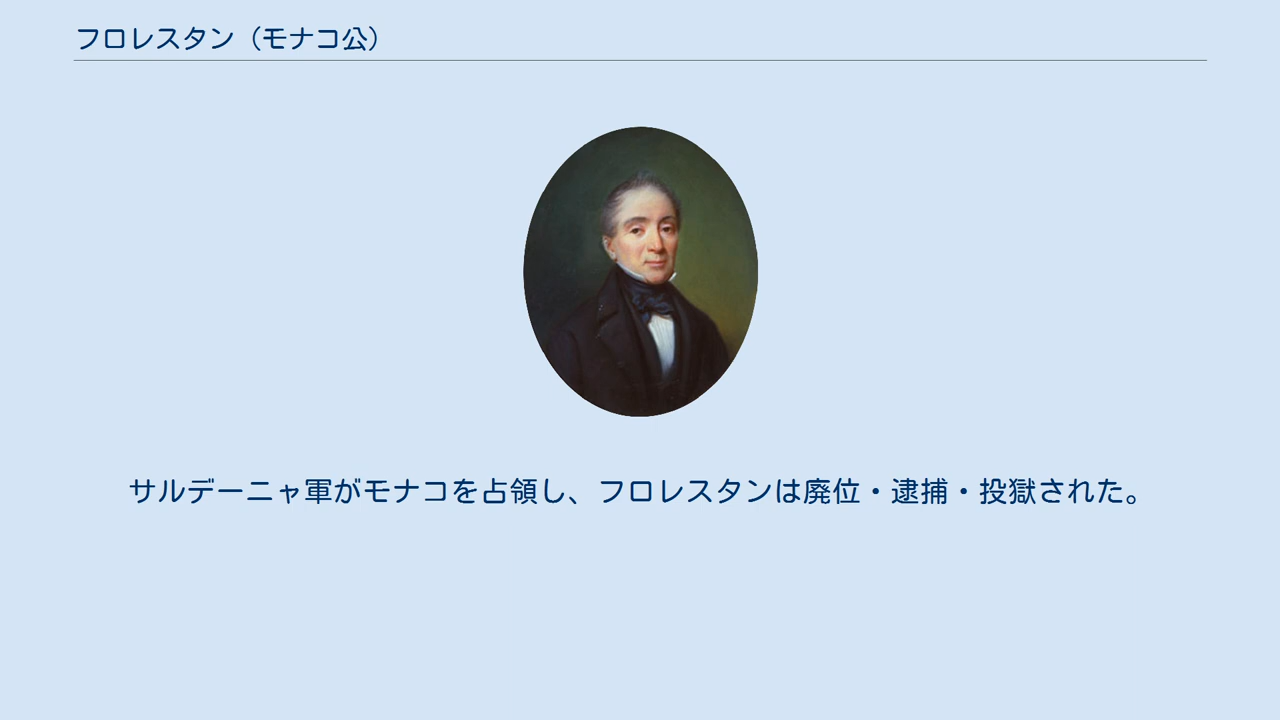 フロレスタン（モナコ公）
サルデーニャ軍がモナコを占領し、フロレスタンは廃位・逮捕・投獄された。